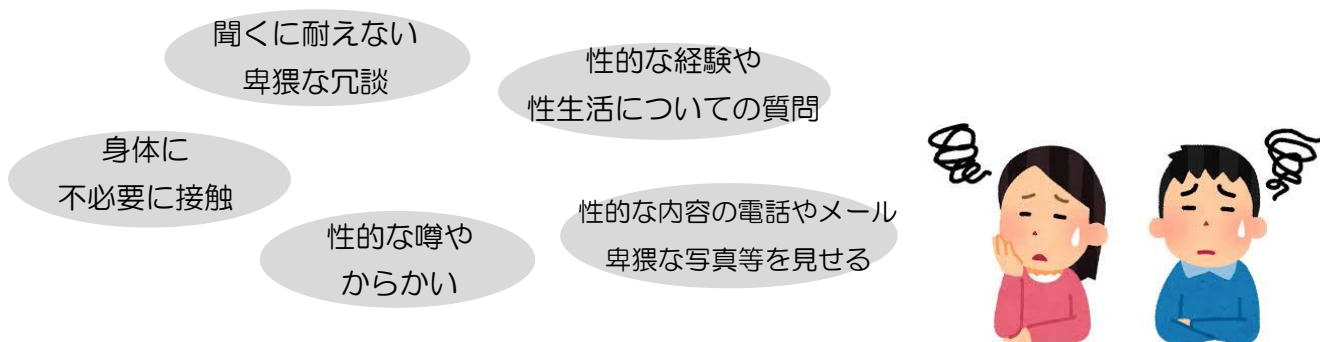 聞くに耐えない
卑猥な冗談
性的な経験や
性生活についての質問
身体に
不必要に接触
性的な噂や
からかい
性的な内容の電話やメール
卑猥な写真等を見せる